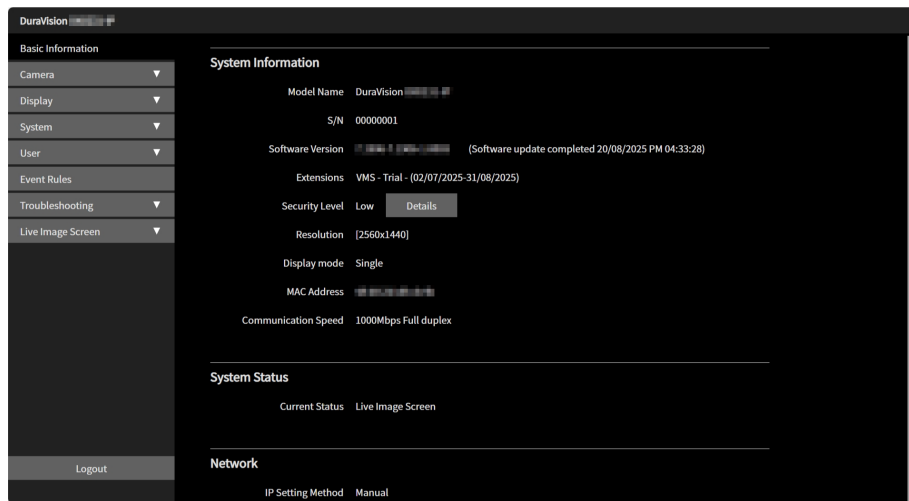 DuraVision
Basic Information
Camera ▼
Display ▼
System ▼
User ▼
Event Rules
Troubleshooting ▼
Live Image Screen ▼
Logout
System Information
Model Name DuraVision
S/N 00000001
Software Version (Software update completed 20/08/2025 PM 04:33:28)
Extensions VMS - Trial - (02/07/2025-31/08/2025)
Security Level Low Details
Resolution [2560x1440]
Display mode Single
MAC Address
Communication Speed 1000Mbps Full duplex
System Status
Current Status Live Image Screen
Network
IP Setting Method Manual